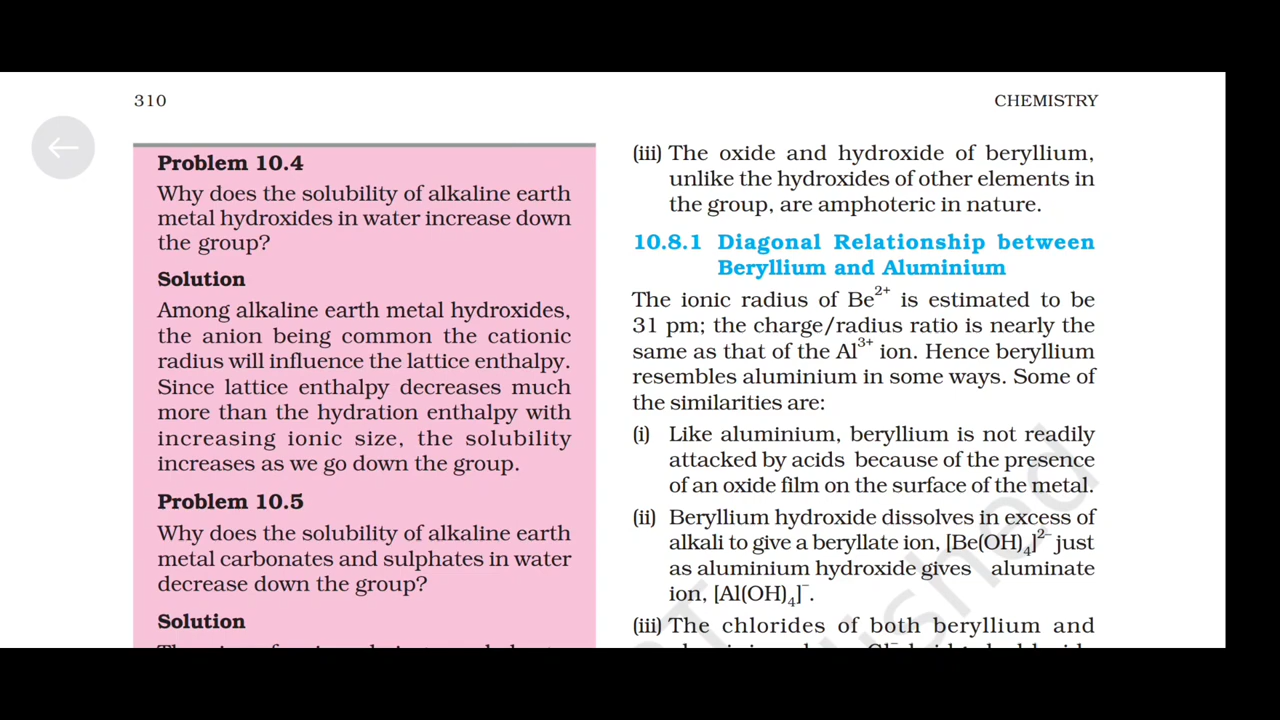 310
CHEMISTRY
Problem 10.4
Why does the solubility of alkaline earth
metal hydroxides in water increase down
the group?
Solution
Among alkaline earth metal hydroxides,
the anion being common the cationic
radius will influence the lattice enthalpy.
Since lattice enthalpy decreases much
more than the hydration enthalpy with
increasing ionic size, the solubility
increases as we go down the group.
Problem 10.5
Why does the solubility of alkaline earth
metal carbonates and sulphates in water
decrease down the group?
Solution
(iii) The oxide and hydroxide of beryllium,
unlike the hydroxides of other elements in
the group, are amphoteric in nature.
10.8.1 Diagonal Relationship between
Beryllium and Aluminium
The ionic radius of Be²⁺ is estimated to be
31 pm; the charge/radius ratio is nearly the
same as that of the Al³⁺ ion. Hence beryllium
resembles aluminium in some ways. Some of
the similarities are:
(i) Like aluminium, beryllium is not readily
attacked by acids because of the presence
of an oxide film on the surface of the metal.
(ii) Beryllium hydroxide dissolves in excess of
alkali to give a beryllate ion, [Be(OH)₄]²⁻ just
as aluminium hydroxide gives aluminate
ion, [Al(OH)₄]⁻.
(iii) The chlorides of both beryllium and